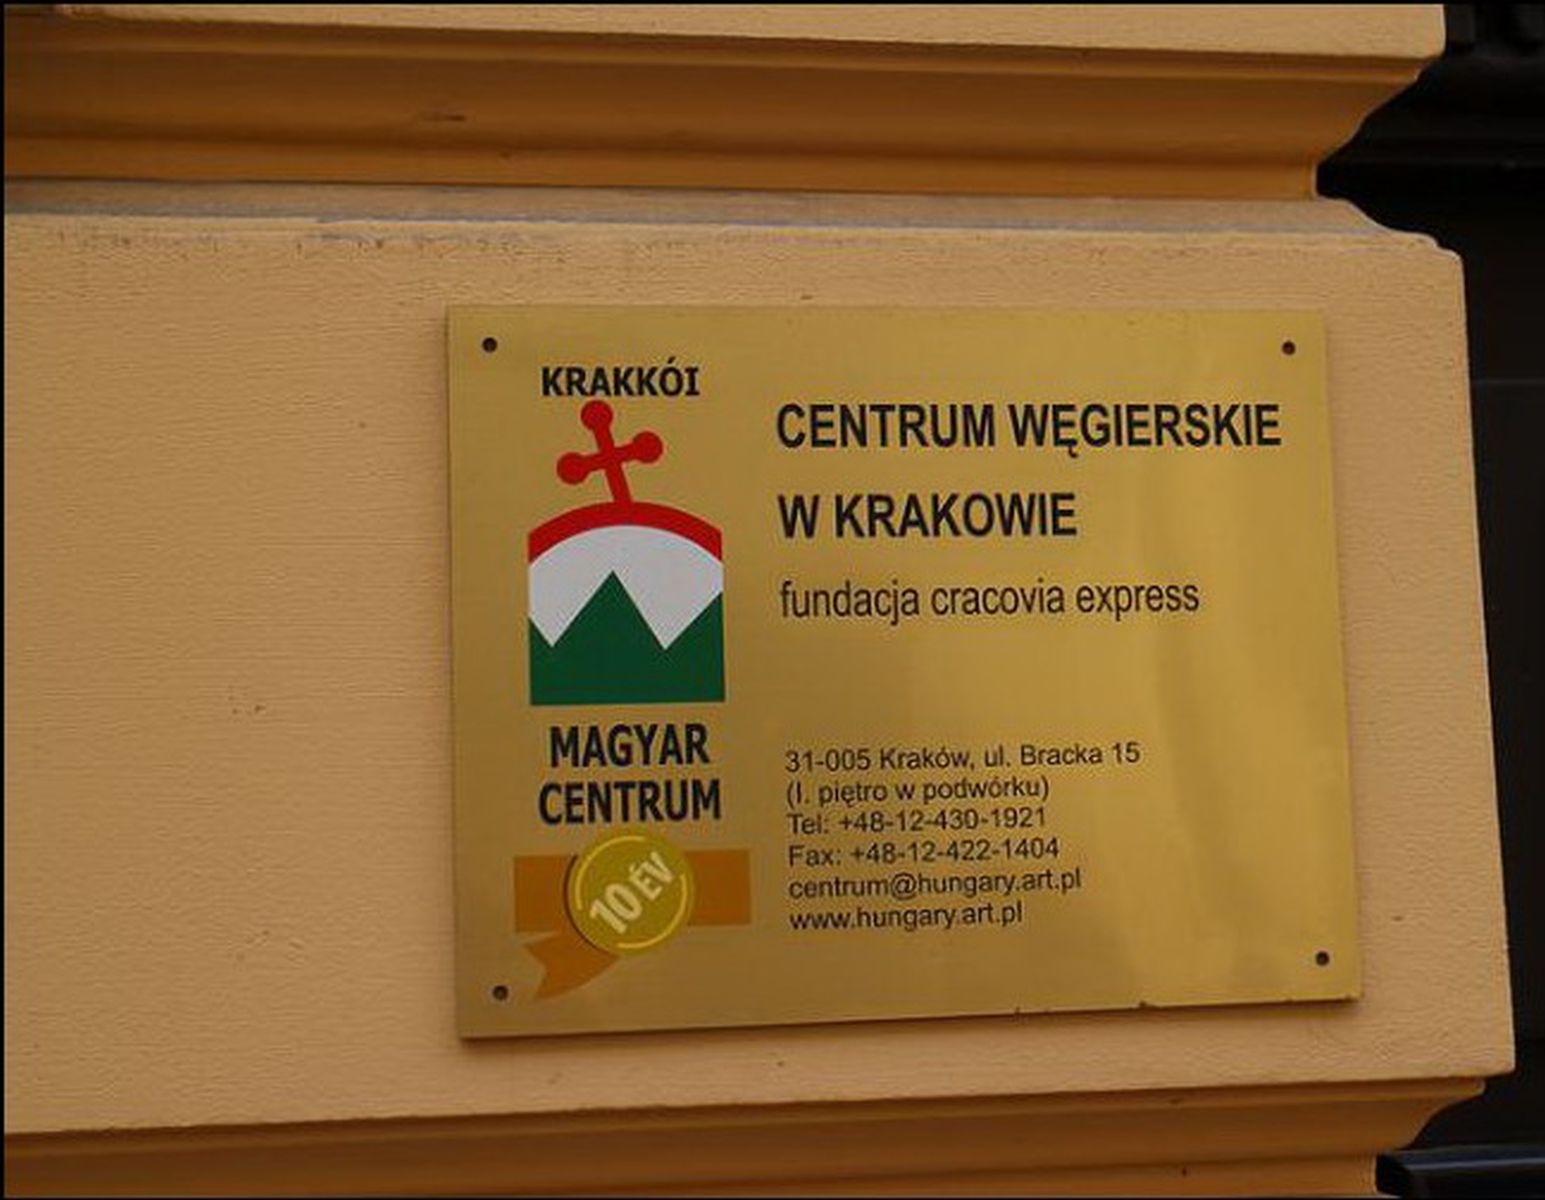 KRAKKÓI
MAGYAR
CENTRUM
10 ÉV
CENTRUM WĘGIERSKIE
W KRAKOWIE
fundacja cracovia express
31-005 Kraków, ul. Bracka 15
(I. piętro w podwórku)
Tel: +48-12-430-1921
Fax: +48-12-422-1404
centrum@hungary.art.pl
www.hungary.art.pl